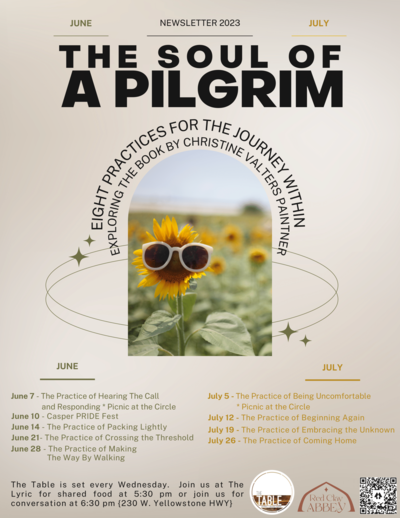 JUNE
NEWSLETTER 2023
JULY
THE SOUL OF
A PILGRIM
EIGHT PRACTICES FOR THE JOURNEY WITHIN
EXPLORING THE BOOK BY CHRISTINE VALTERS PAINTNER
JUNE
June 7 - The Practice of Hearing The Call
and Responding * Picnic at the Circle
June 10 - Casper PRIDE Fest
June 14 - The Practice of Packing Lightly
June 21- The Practice of Crossing the Threshold
June 28 - The Practice of Making
The Way By Walking
JULY
July 5 - The Practice of Being Uncomfortable
* Picnic at the Circle
July 12 - The Practice of Beginning Again
July 19 - The Practice of Embracing the Unknown
July 26 - The Practice of Coming Home
The Table is set every Wednesday. Join us at The
Lyric for shared food at 5:30 pm or join us for
conversation at 6:30 pm (230 W. Yellowstone HWY)
THE
TABLE
Red Clay
ABBEY